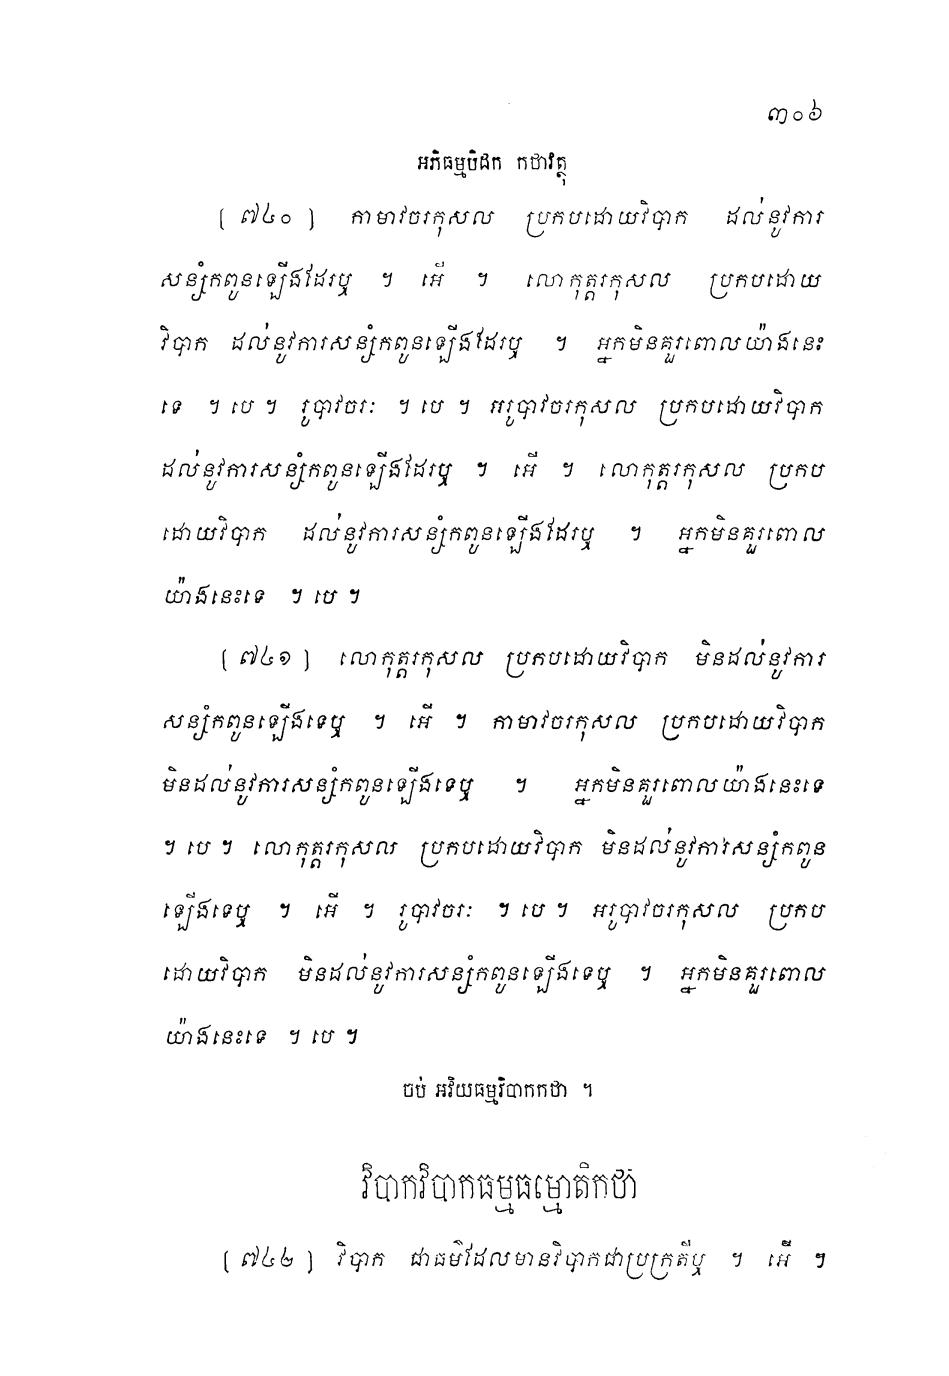 ៣០៦
អភិធម្មបិដក កថាវត្ថុ
[ ៧៤០ ] កាមាវចរកុសល ប្រកបដោយវិបាក ដល់នូវការ
សន្សំកពូនឡើងដែរឬ ។ អើ ។ លោកុត្តរកុសល ប្រកបដោយ
វិបាក ដល់នូវការសន្សំកពូនឡើងដែរឬ ។ អ្នកមិនគួរពោលយ៉ាងនេះ
ទេ ។ បេ ។ រូបាវចរៈ ។ បេ ។ អរូបាវចរកុសល ប្រកបដោយវិបាក
ដល់នូវការសន្សំកពូនឡើងដែរឬ ។ អើ ។ លោកុត្តរកុសល ប្រកប
ដោយវិបាក ដល់នូវការសន្សំកពូនឡើងដែរឬ ។ អ្នកមិនគួរពោល
យ៉ាងនេះទេ ។ បេ ។
[ ៧៤១ ] លោកុត្តរកុសល ប្រកបដោយវិបាក មិនដល់នូវការ
សន្សំកពូនឡើងទេឬ ។ អើ ។ កាមាវចរកុសល ប្រកបដោយវិបាក
មិនដល់នូវការសន្សំកពូនឡើងទេឬ ។ អ្នកមិនគួរពោលយ៉ាងនេះទេ
។ បេ ។ លោកុត្តរកុសល ប្រកបដោយវិបាក មិនដល់នូវការសន្សំកពូន
ឡើងទេឬ ។ អើ ។ រូបាវចរៈ ។ បេ ។ អរូបាវចរកុសល ប្រកប
ដោយវិបាក មិនដល់នូវការសន្សំកពូនឡើងទេឬ ។ អ្នកមិនគួរពោល
យ៉ាងនេះទេ ។ បេ ។
ចប់ អរិយធម្មវិបាកកថា ។
វិបាកវិបាកធម្មធម្មោតិកថា
[ ៧៤២ ] វិបាក ជាធម៌ដែលមានវិបាកជាប្រក្រតីឬ ។ អើ ។